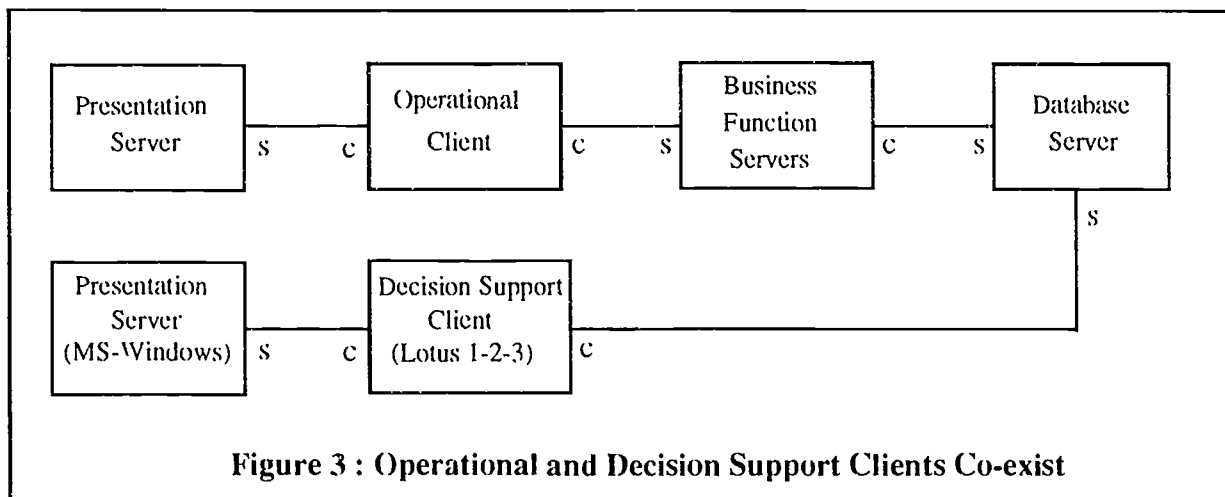 Presentation
Server
Operational
Client
Business
Function
Servers
Database
Server
s
c
c
s
c
s
s
Presentation
Server
(MS-Windows)
Decision Support
Client
(Lotus 1-2-3)
s
c
c
Figure 3 : Operational and Decision Support Clients Co-exist